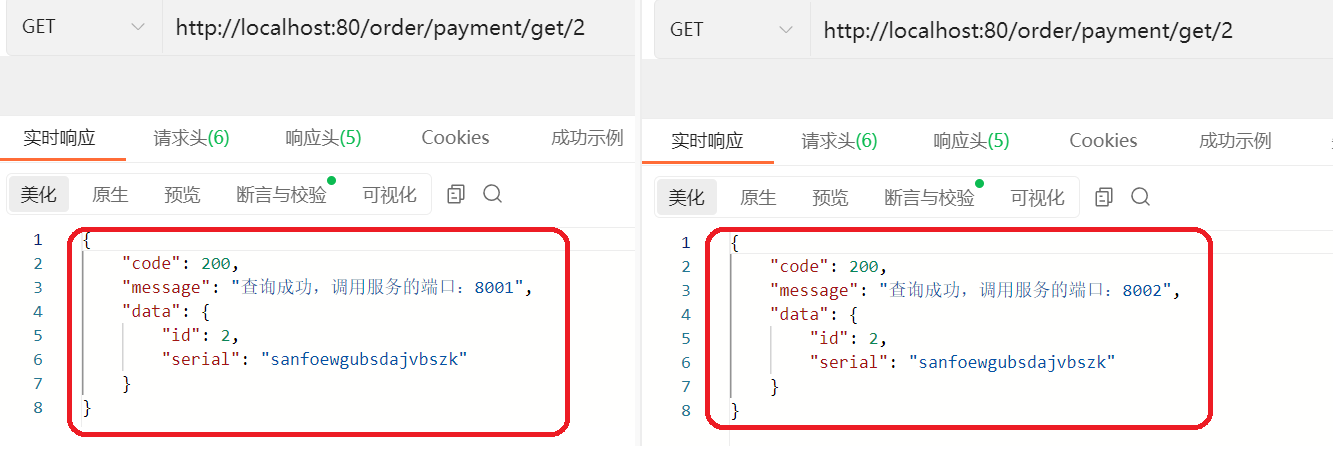 GET http://localhost:80/order/payment/get/2
实时响应 请求头(6) 响应头(5) Cookies 成功示例
美化 原生 预览 断言与校验 可视化
1 {
2 "code": 200,
3 "message": "查询成功，调用服务的端口：8001",
4 "data": {
5 "id": 2,
6 "serial": "sanfoewgubsdajvbszk"
7 }
8 }
GET http://localhost:80/order/payment/get/2
实时响应 请求头(6) 响应头(5) Cookies 成功示例
美化 原生 预览 断言与校验 可视化
1 {
2 "code": 200,
3 "message": "查询成功，调用服务的端口：8002",
4 "data": {
5 "id": 2,
6 "serial": "sanfoewgubsdajvbszk"
7 }
8 }